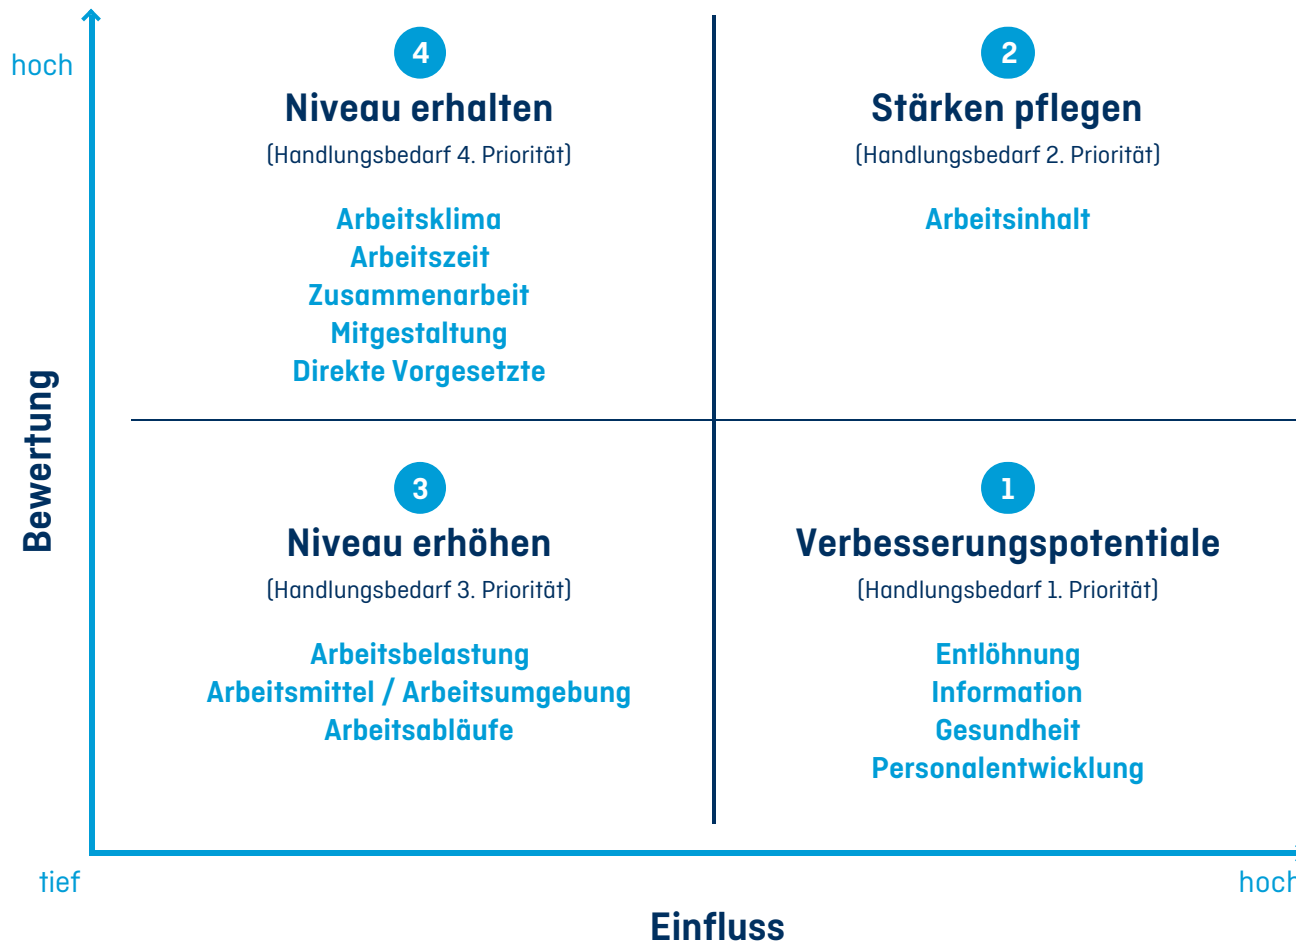 hoch
4
Niveau erhalten
(Handlungsbedarf 4. Priorität)
Arbeitsklima
Arbeitszeit
Zusammenarbeit
Mitgestaltung
Direkte Vorgesetzte
2
Stärken pflegen
(Handlungsbedarf 2. Priorität)
Arbeitsinhalt
Bewertung
3
Niveau erhöhen
(Handlungsbedarf 3. Priorität)
Arbeitsbelastung
Arbeitsmittel / Arbeitsumgebung
Arbeitsabläufe
1
Verbesserungspotentiale
(Handlungsbedarf 1. Priorität)
Entlöhnung
Information
Gesundheit
Personalentwicklung
tief
hoch
Einfluss